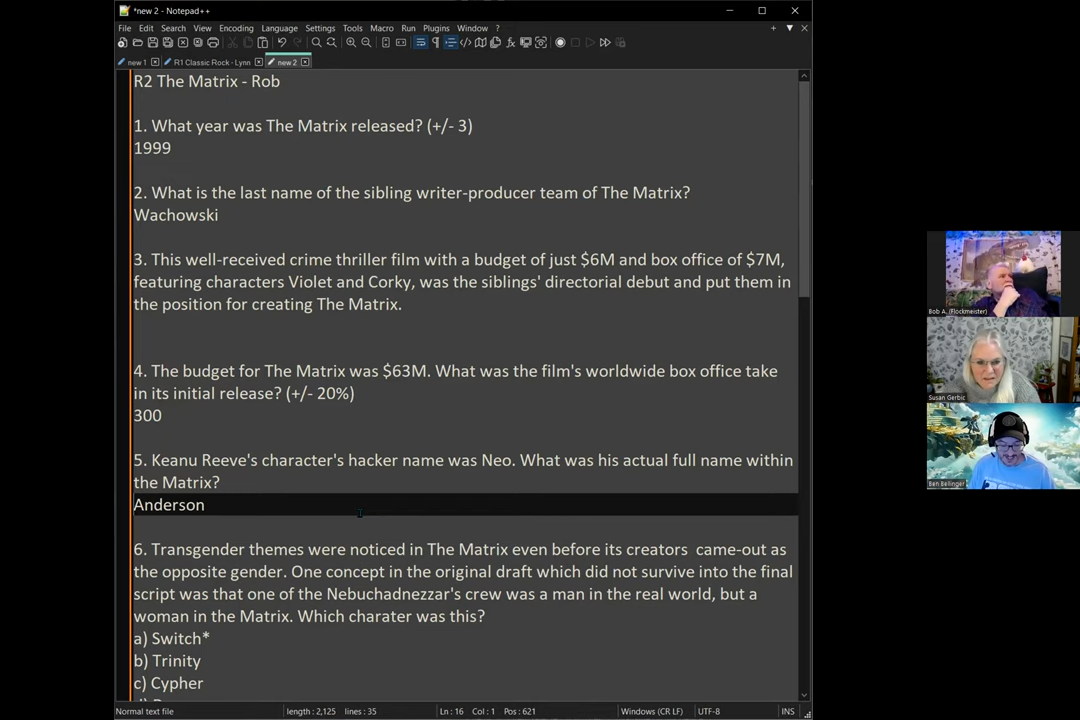 *new 2 - Notepad++
File Edit Search View Encoding Language Settings Tools Macro Run Plugins Window ?
new 1 R1 Classic Rock - Lynn new 2
R2 The Matrix - Rob
1. What year was The Matrix released? (+/- 3)
1999
2. What is the last name of the sibling writer-producer team of The Matrix?
Wachowski
3. This well-received crime thriller film with a budget of just $6M and box office of $7M,
featuring characters Violet and Corky, was the siblings' directorial debut and put them in
the position for creating The Matrix.
4. The budget for The Matrix was $63M. What was the film's worldwide box office take
in its initial release? (+/- 20%)
300
5. Keanu Reeve's character's hacker name was Neo. What was his actual full name within
the Matrix?
Anderson
6. Transgender themes were noticed in The Matrix even before its creators came-out as
the opposite gender. One concept in the original draft which did not survive into the final
script was that one of the Nebuchadnezzar's crew was a man in the real world, but a
woman in the Matrix. Which charater was this?
a) Switch*
b) Trinity
c) Cypher
Normal text file length : 2,125 lines : 35 Ln : 16 Col : 1 Pos : 621 Windows (CR LF) UTF-8 INS
Bob A. (Flockmeister)
Susan Gerbic
Ben Bellinger